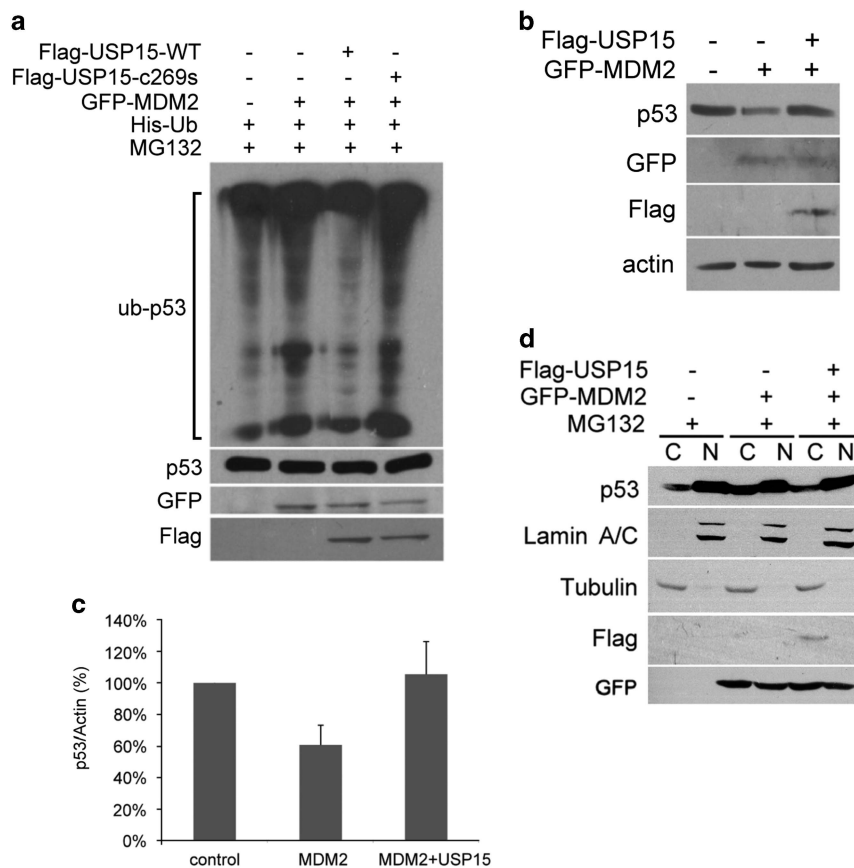 a
Flag-USP15-WT - - + -
Flag-USP15-c269s - - - +
GFP-MDM2 - + + +
His-Ub + + + +
MG132 + + + +
ub-p53
p53
GFP
Flag
b
Flag-USP15 - - +
GFP-MDM2 - + +
p53
GFP
Flag
actin
c
140%
120%
100%
80%
60%
40%
20%
0%
p53/Actin (%)
control MDM2 MDM2+USP15
d
Flag-USP15 - - +
GFP-MDM2 - + +
MG132 + + +
C N C N C N
p53
Lamin A/C
Tubulin
Flag
GFP